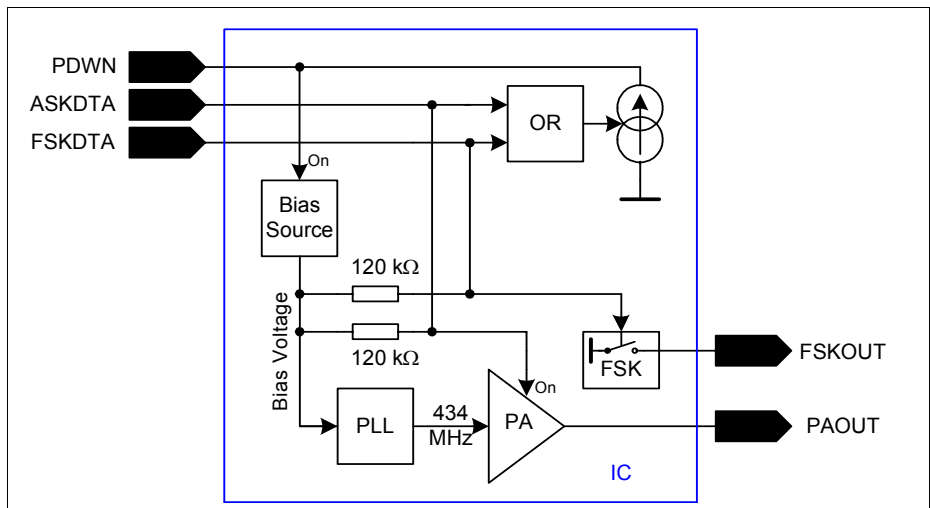 PDWN
ASKDTA
FSKDTA
OR
On
Bias
Source
120 kΩ
Bias Voltage
120 kΩ
FSK
FSKOUT
On
PLL
434
MHz
PA
PAOUT
IC